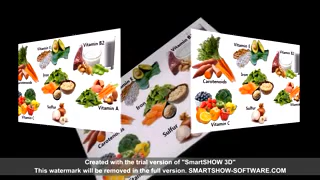 Vitamin B2
Vitamin E
Carotenoids
Iron
Vitamin A
Sulfur
Carotenoids
Iron
Sulfur
Vitamin C
Created with the trial version of "SmartSHOW 3D"
This watermark will be removed in the full version. SMARTSHOW-SOFTWARE.COM